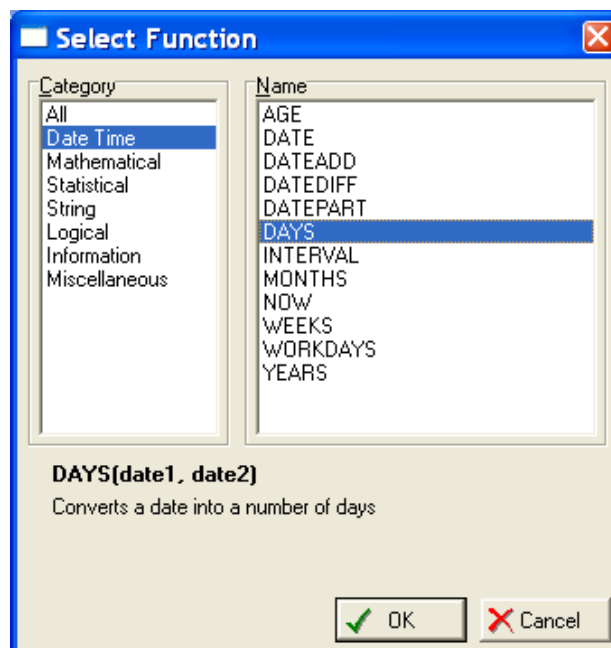 Select Function
Category
All
Date Time
Mathematical
Statistical
String
Logical
Information
Miscellaneous
Name
AGE
DATE
DATEADD
DATEDIFF
DATEPART
DAYS
INTERVAL
MONTHS
NOW
WEEKS
WORKDAYS
YEARS
DAYS(date1, date2)
Converts a date into a number of days
OK
Cancel